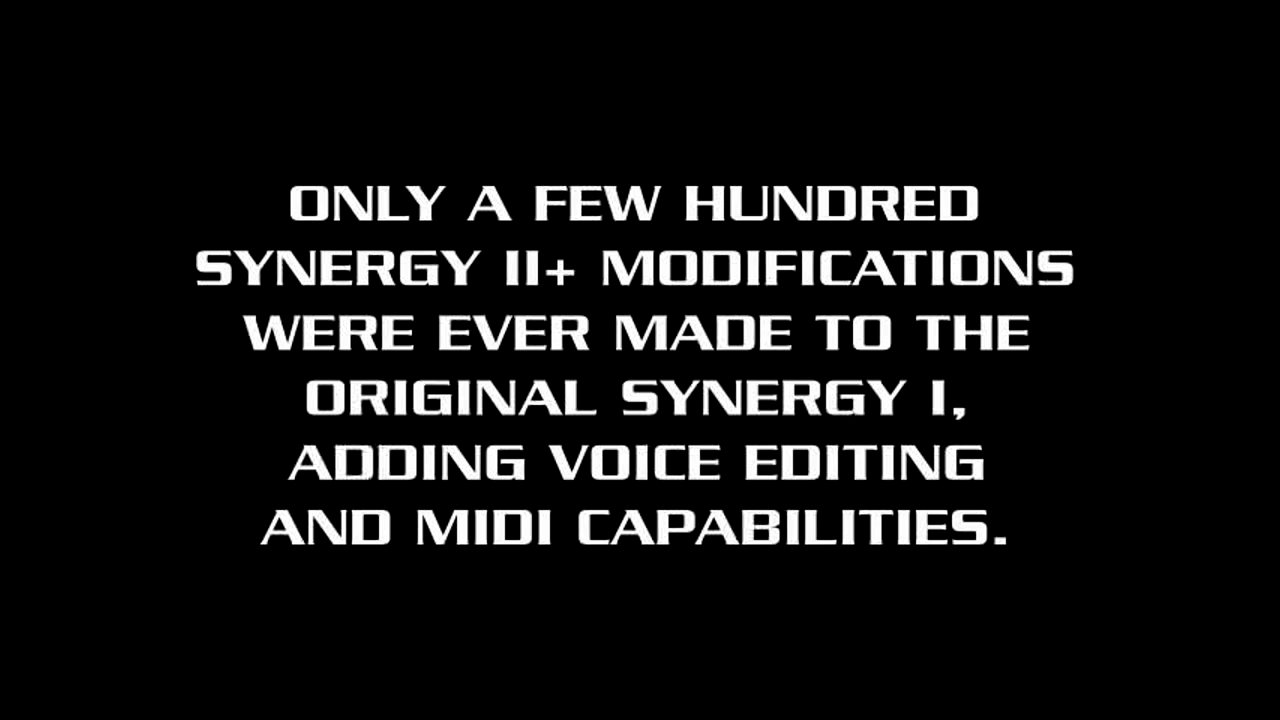 ONLY A FEW HUNDRED
SYNERGY II+ MODIFICATIONS
WERE EVER MADE TO THE
ORIGINAL SYNERGY I,
ADDING VOICE EDITING
AND MIDI CAPABILITIES.